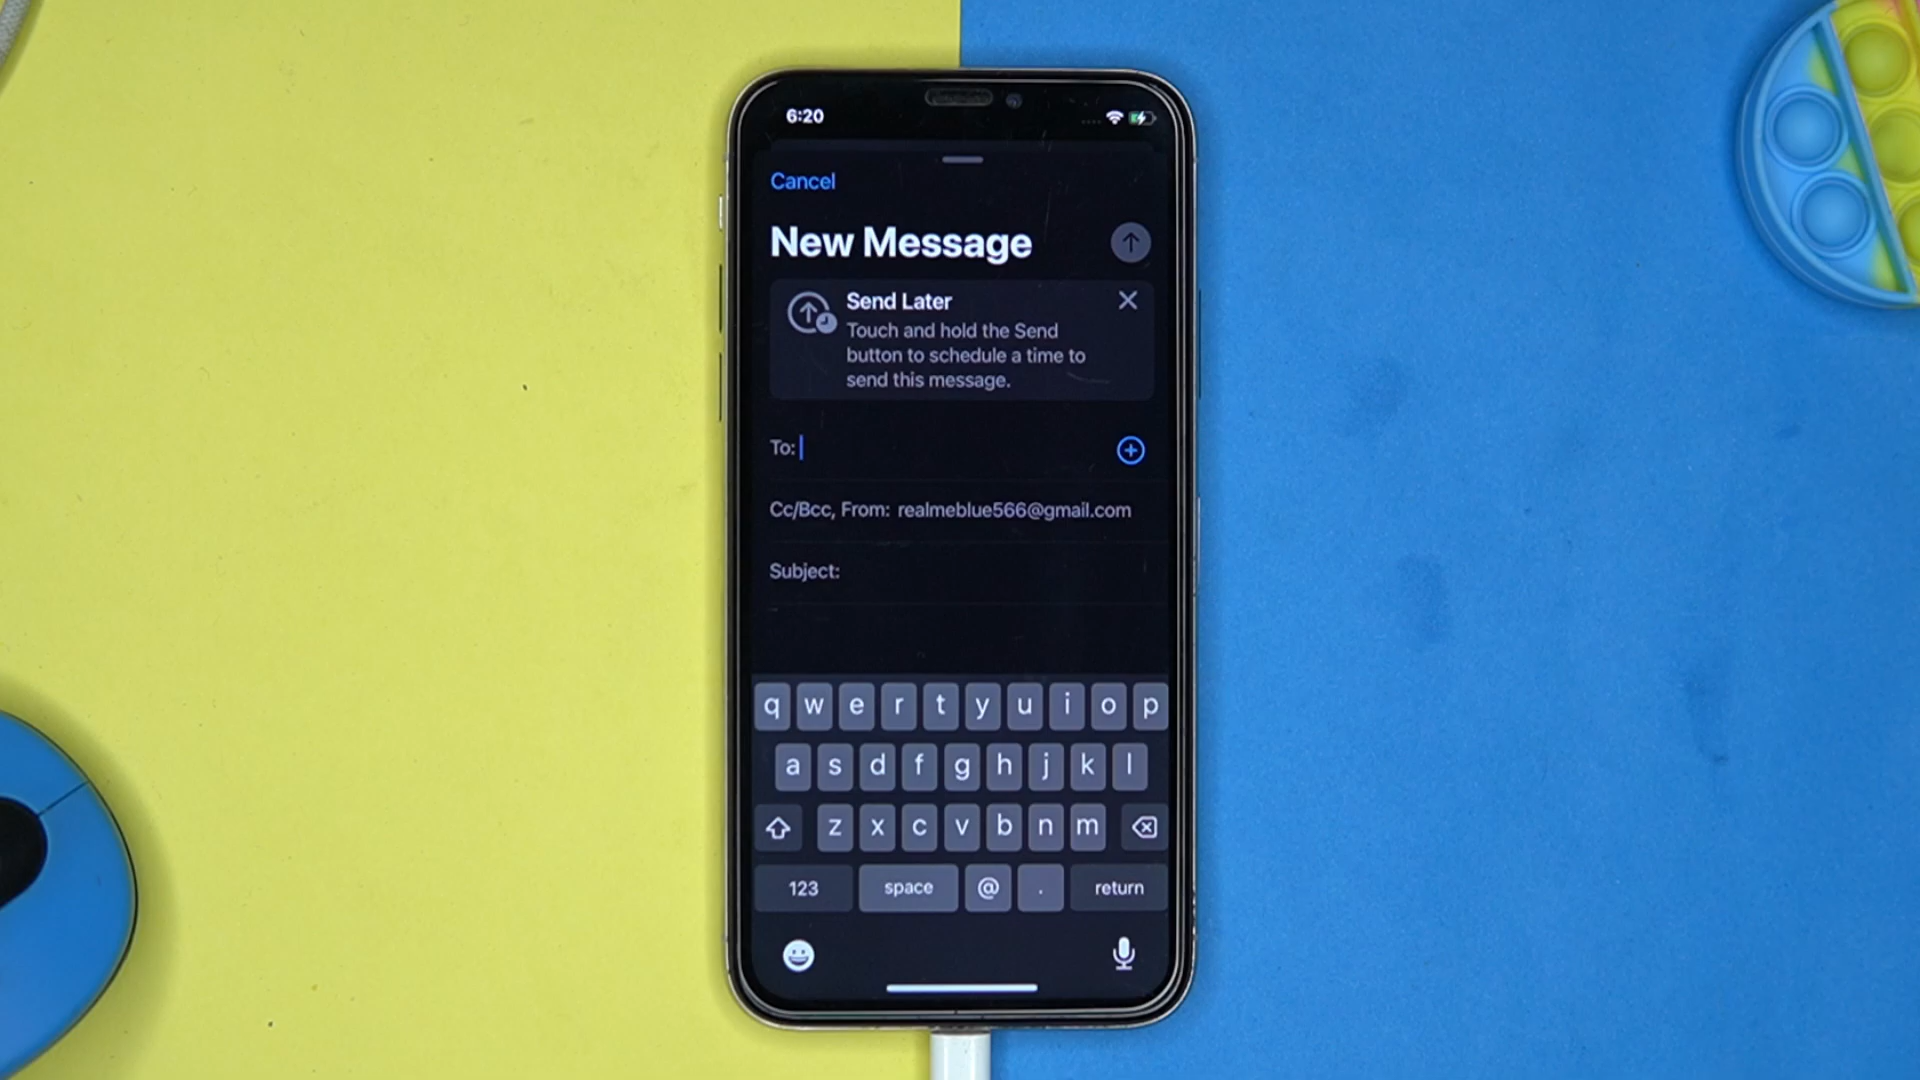 6:20
Cancel
New Message
Send Later
Touch and hold the Send
button to schedule a time to
send this message.
To:
Cc/Bcc, From: realmeblue566@gmail.com
Subject:
q w e r t y u i o p
a s d f g h j k l
z x c v b n m
123 space @ . return